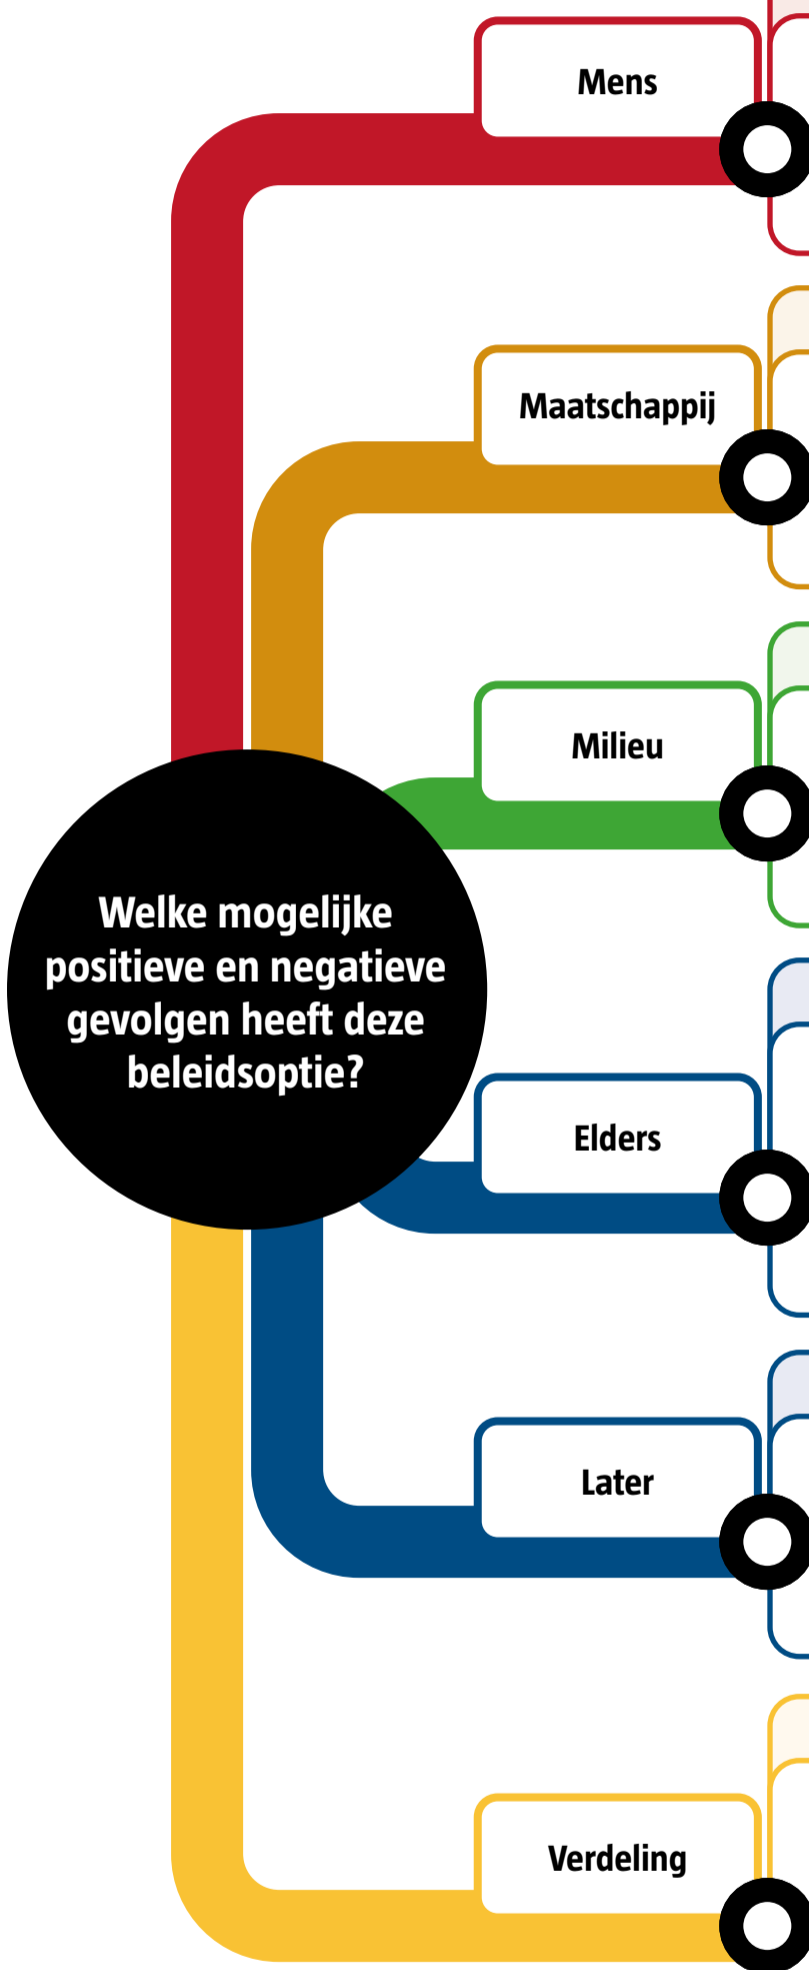 Mens
Maatschappij
Milieu
Welke mogelijke
positieve en negatieve
gevolgen heeft deze
beleidsoptie?
Elders
Later
Verdeling